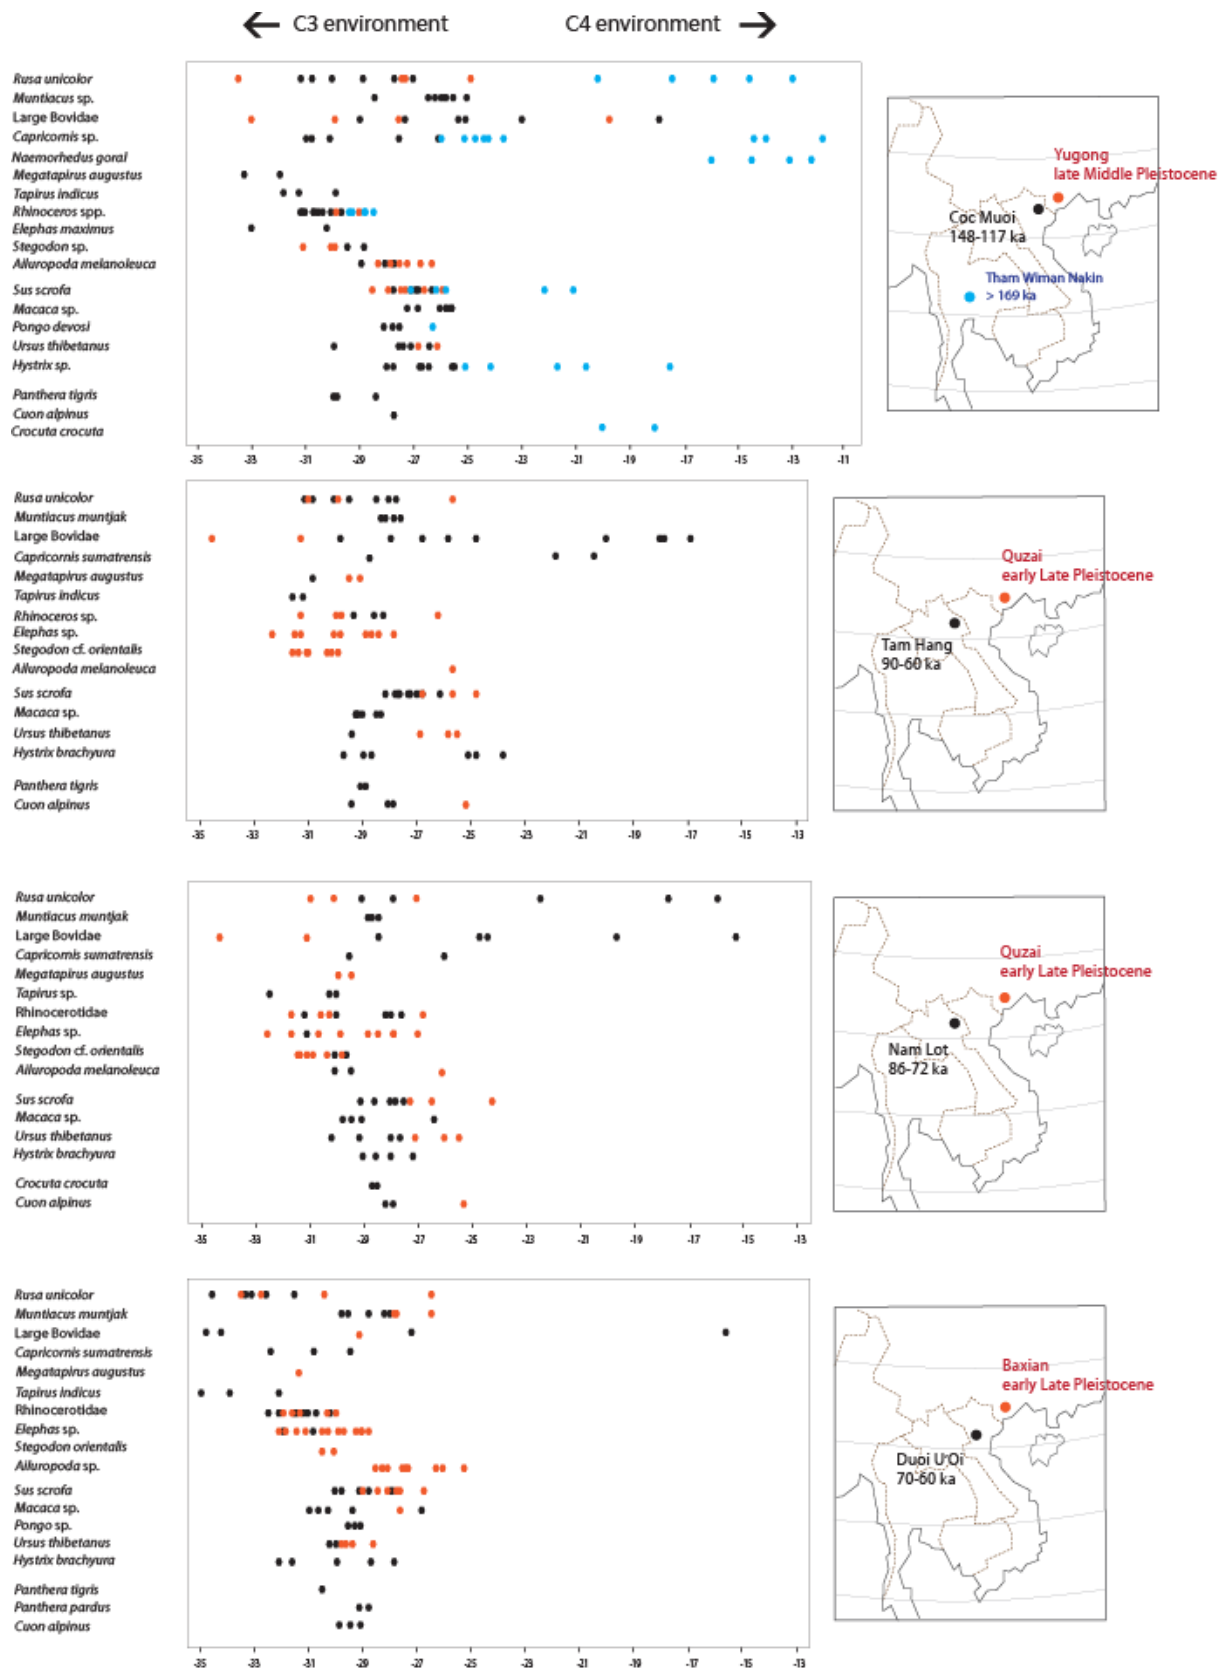 ← C3 environment C4 environment →
Rusa unicolor
Muntiacus sp.
Large Bovidae
Capricornis sp.
Naemorhedus goral
Megatapirus augustus
Tapirus indicus
Rhinoceros spp.
Elephas maximus
Stegodon sp.
Ailuropoda melanoleuca
Sus scrofa
Macaca sp.
Pongo devosi
Ursus thibetanus
Hystrix sp.
Panthera tigris
Cuon alpinus
Crocuta crocuta
-35 -33 -31 -29 -27 -25 -23 -21 -19 -17 -15 -13 -11
Yugong
late Middle Pleistocene
Coc Muoi
148-117 ka
Tham Wiman Nakin
> 169 ka
Rusa unicolor
Muntiacus muntjak
Large Bovidae
Capricornis sumatrensis
Megatapirus augustus
Tapirus indicus
Rhinoceros sp.
Elephas sp.
Stegodon cf. orientalis
Ailuropoda melanoleuca
Sus scrofa
Macaca sp.
Ursus thibetanus
Hystrix brachyura
Panthera tigris
Cuon alpinus
-35 -33 -31 -29 -27 -25 -23 -21 -19 -17 -15 -13
Quzai
early Late Pleistocene
Tam Hang
90-60 ka
Rusa unicolor
Muntiacus muntjak
Large Bovidae
Capricornis sumatrensis
Megatapirus augustus
Tapirus sp.
Rhinocerotidae
Elephas sp.
Stegodon cf. orientalis
Ailuropoda melanoleuca
Sus scrofa
Macaca sp.
Ursus thibetanus
Hystrix brachyura
Crocuta crocuta
Cuon alpinus
-35 -33 -31 -29 -27 -25 -23 -21 -19 -17 -15 -13
Quzai
early Late Pleistocene
Nam Lot
86-72 ka
Rusa unicolor
Muntiacus muntjak
Large Bovidae
Capricornis sumatrensis
Megatapirus augustus
Tapirus indicus
Rhinocerotidae
Elephas sp.
Stegodon orientalis
Ailuropoda sp.
Sus scrofa
Macaca sp.
Pongo sp.
Ursus thibetanus
Hystrix brachyura
Panthera tigris
Panthera pardus
Cuon alpinus
-35 -33 -31 -29 -27 -25 -23 -21 -19 -17 -15 -13
Baxian
early Late Pleistocene
Duoi U'Oi
70-60 ka